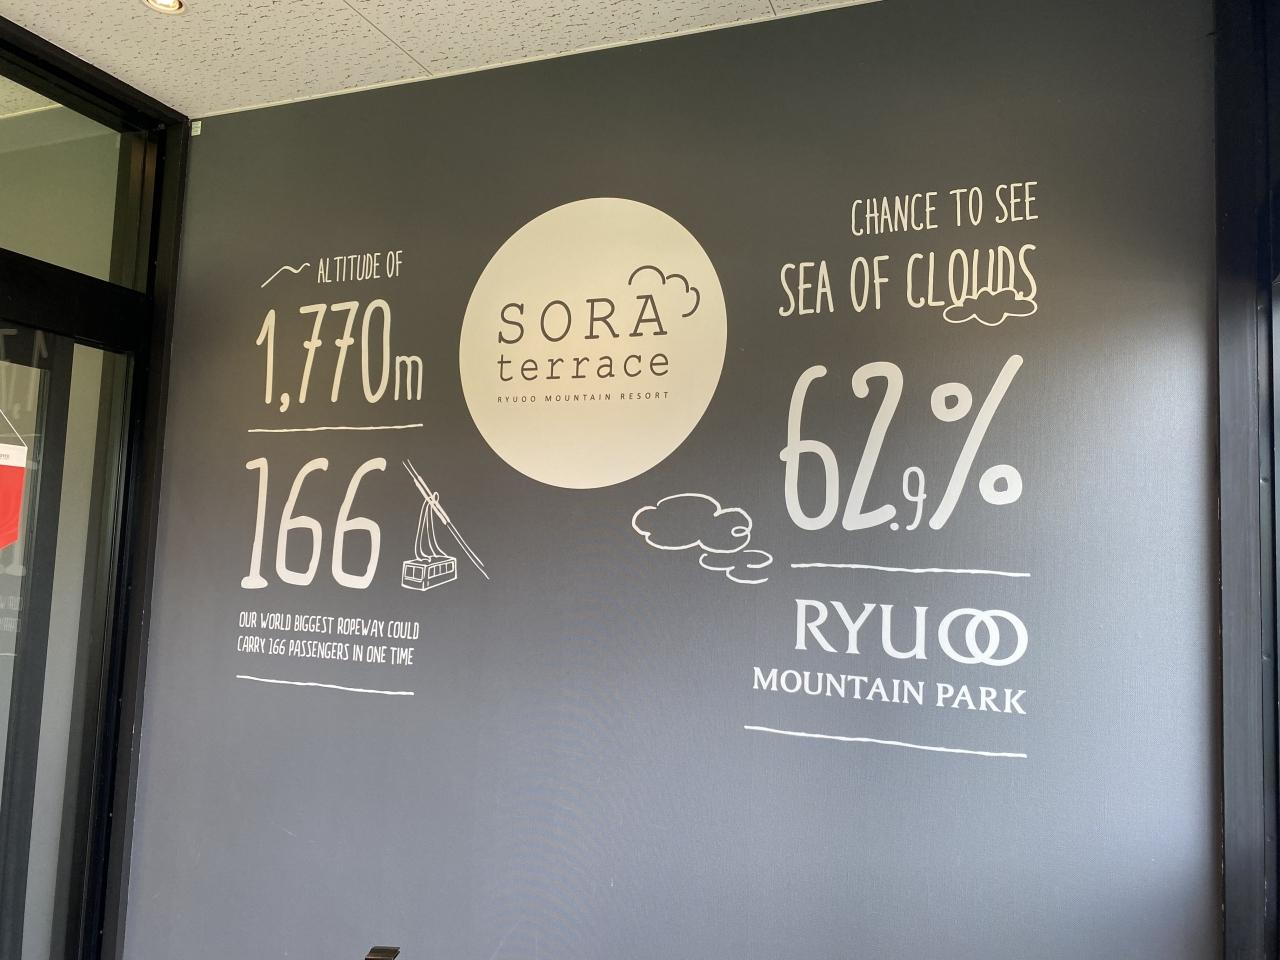 ALTITUDE OF
1,770m
166
OUR WORLD BIGGEST ROPEWAY COULD
CARRY 166 PASSENGERS IN ONE TIME
SORA
terrace
RYUOO MOUNTAIN RESORT
CHANCE TO SEE
SEA OF CLOUDS
62.9%
RYUOO
MOUNTAIN PARK